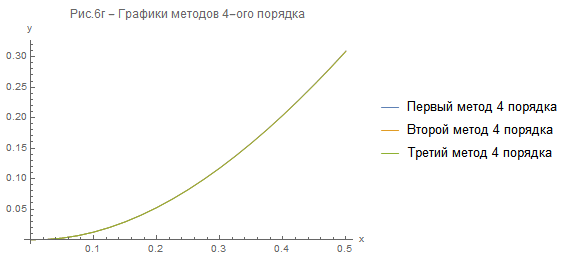 Рис.6г – Графики методов 4–ого порядка
y
0.30
0.25
0.20
0.15
0.10
0.05
0.1 0.2 0.3 0.4 0.5 x
Первый метод 4 порядка
Второй метод 4 порядка
Третий метод 4 порядка